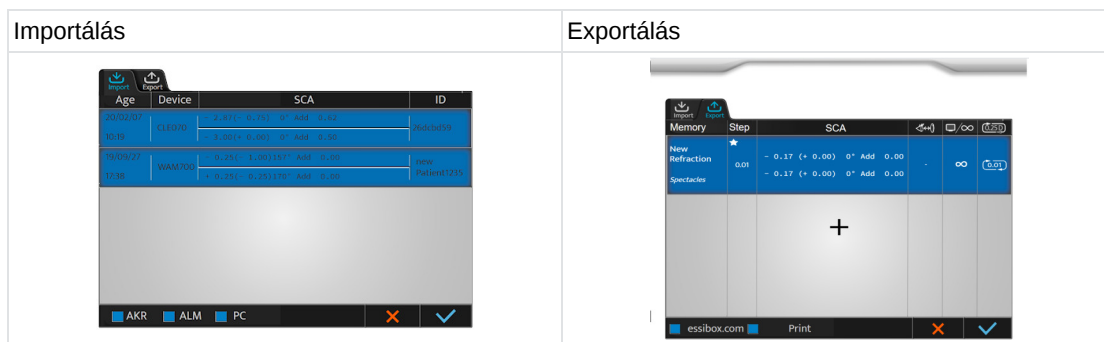 Importálás
Exportálás
Import Export
Age Device SCA ID
20/02/07
10:19
CLE070
- 2.87(- 0.75) 0° Add 0.62
- 3.00(+ 0.00) 0° Add 0.50
19/09/27
17:38
WAM700
- 0.25(- 1.00)157° Add 0.00
+ 0.25(- 0.25)170° Add 0.00
new
Patient1235
AKR ALM PC
Import Export
Memory Step SCA
New
Refraction
Spectacles
0.01
- 0.17 (+ 0.00) 0° Add 0.00
- 0.17 (+ 0.00) 0° Add 0.00
- ∞ 0.01
essibox.com Print